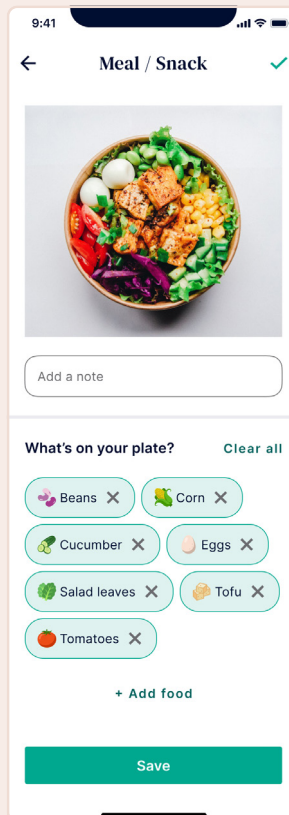 9:41
Meal / Snack
Add a note
What's on your plate?
Clear all
Beans
Corn
Cucumber
Eggs
Salad leaves
Tofu
Tomatoes
+ Add food
Save